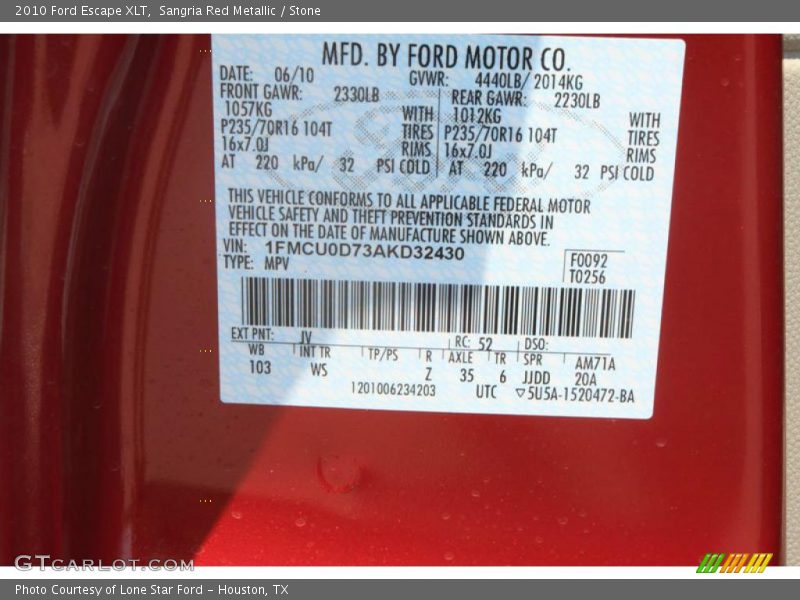 2010 Ford Escape XLT,  Sangria Red Metallic / Stone
MFD. BY FORD MOTOR CO.
DATE: 06/10 GVWR: 4440LB/ 2014KG
FRONT GAWR: 2330LB REAR GAWR: 2230LB
1057KG WITH 1012KG WITH
P235/70R16 104T TIRES P235/70R16 104T TIRES
16x7.0J RIMS 16x7.0J RIMS
AT 220 kPa/ 32 PSI COLD AT 220 kPa/ 32 PSI COLD
THIS VEHICLE CONFORMS TO ALL APPLICABLE FEDERAL MOTOR
VEHICLE SAFETY AND THEFT PREVENTION STANDARDS IN
EFFECT ON THE DATE OF MANUFACTURE SHOWN ABOVE.
VIN: 1FMCU0D73AKD32430
TYPE: MPV
F0092
T0256
EXT PNT: JV RC: 52 DSO:
WB INT TR TP/PS R AXLE TR SPR AM71A
103 WS Z 35 6 JJDD 20A
1201006234203 UTC ▽5U5A-1520472-BA
GTcarlot.com
Photo Courtesy of Lone Star Ford - Houston, TX